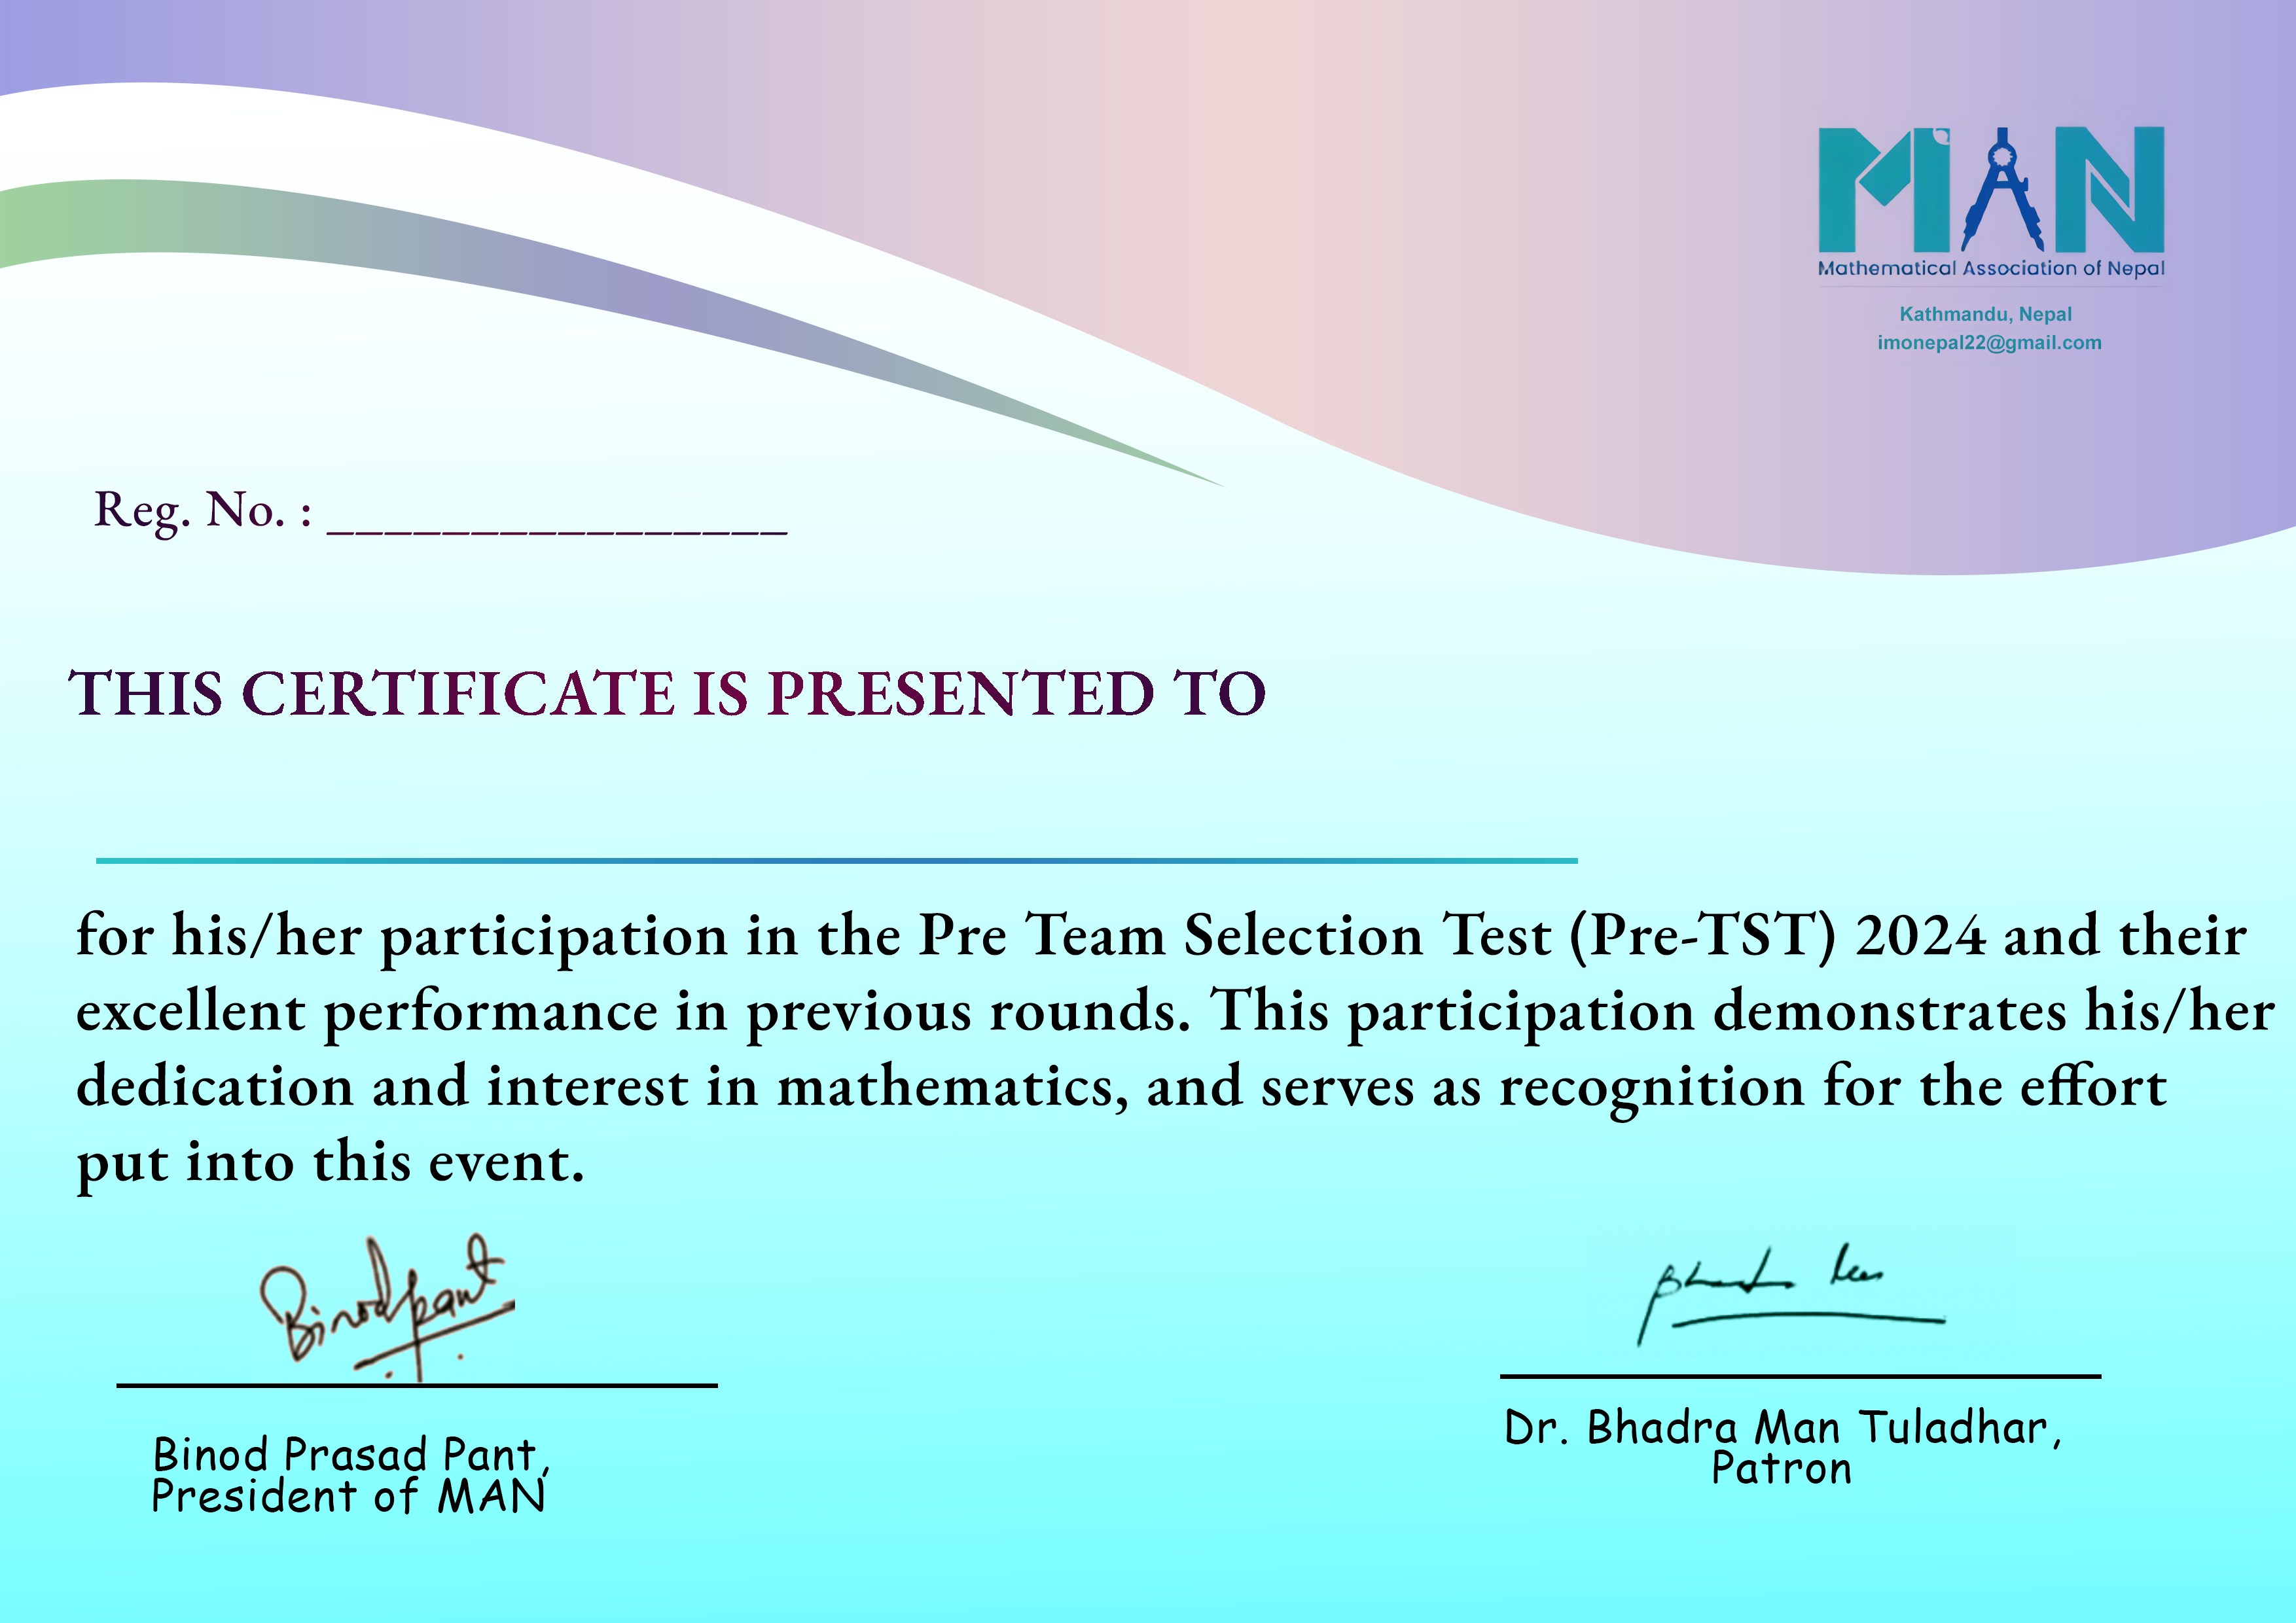 MAN
Mathematical Association of Nepal
Kathmandu, Nepal
imonepal22@gmail.com
Reg. No. : ________________
THIS CERTIFICATE IS PRESENTED TO
for his/her participation in the Pre Team Selection Test (Pre-TST) 2024 and their
excellent performance in previous rounds. This participation demonstrates his/her
dedication and interest in mathematics, and serves as recognition for the effort
put into this event.
Binod pant
Binod Prasad Pant,
President of MAN
Dr. Bhadra Man Tuladhar,
Patron